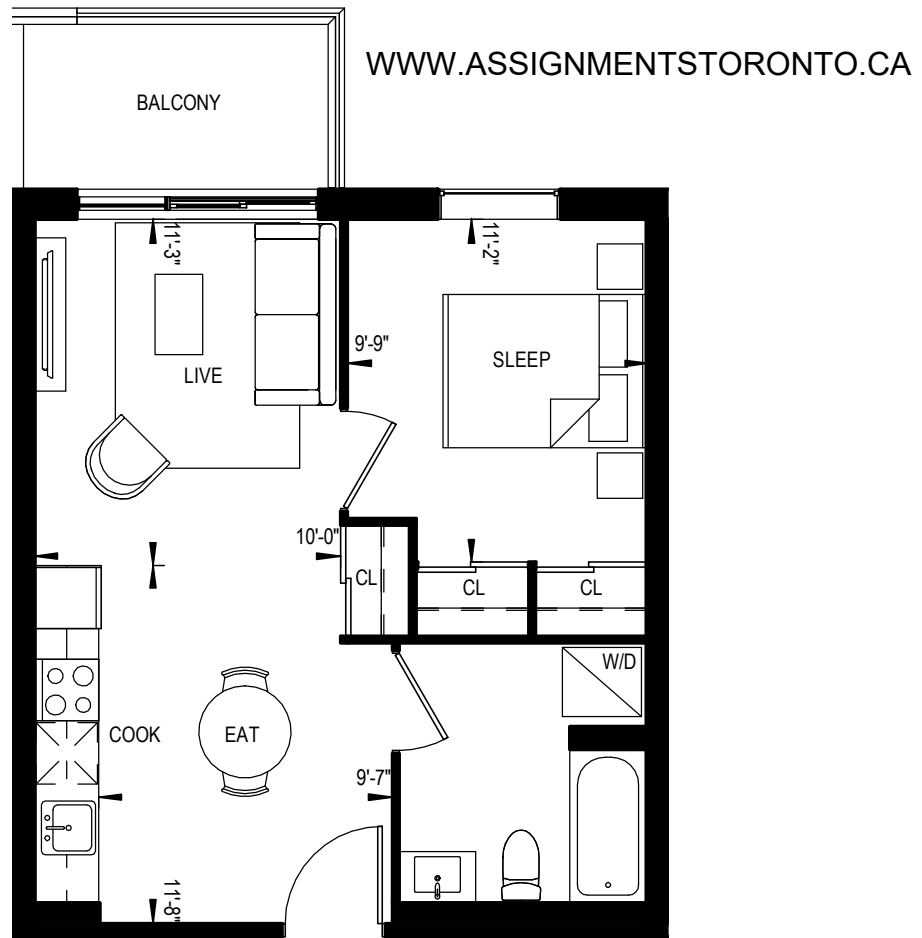 WWW.ASSIGNMENTSTORONTO.CA
BALCONY
11'-3"
11'-2"
9'-9"
SLEEP
LIVE
10'-0"
CL
CL
CL
W/D
COOK
EAT
9'-7"
11'-8"